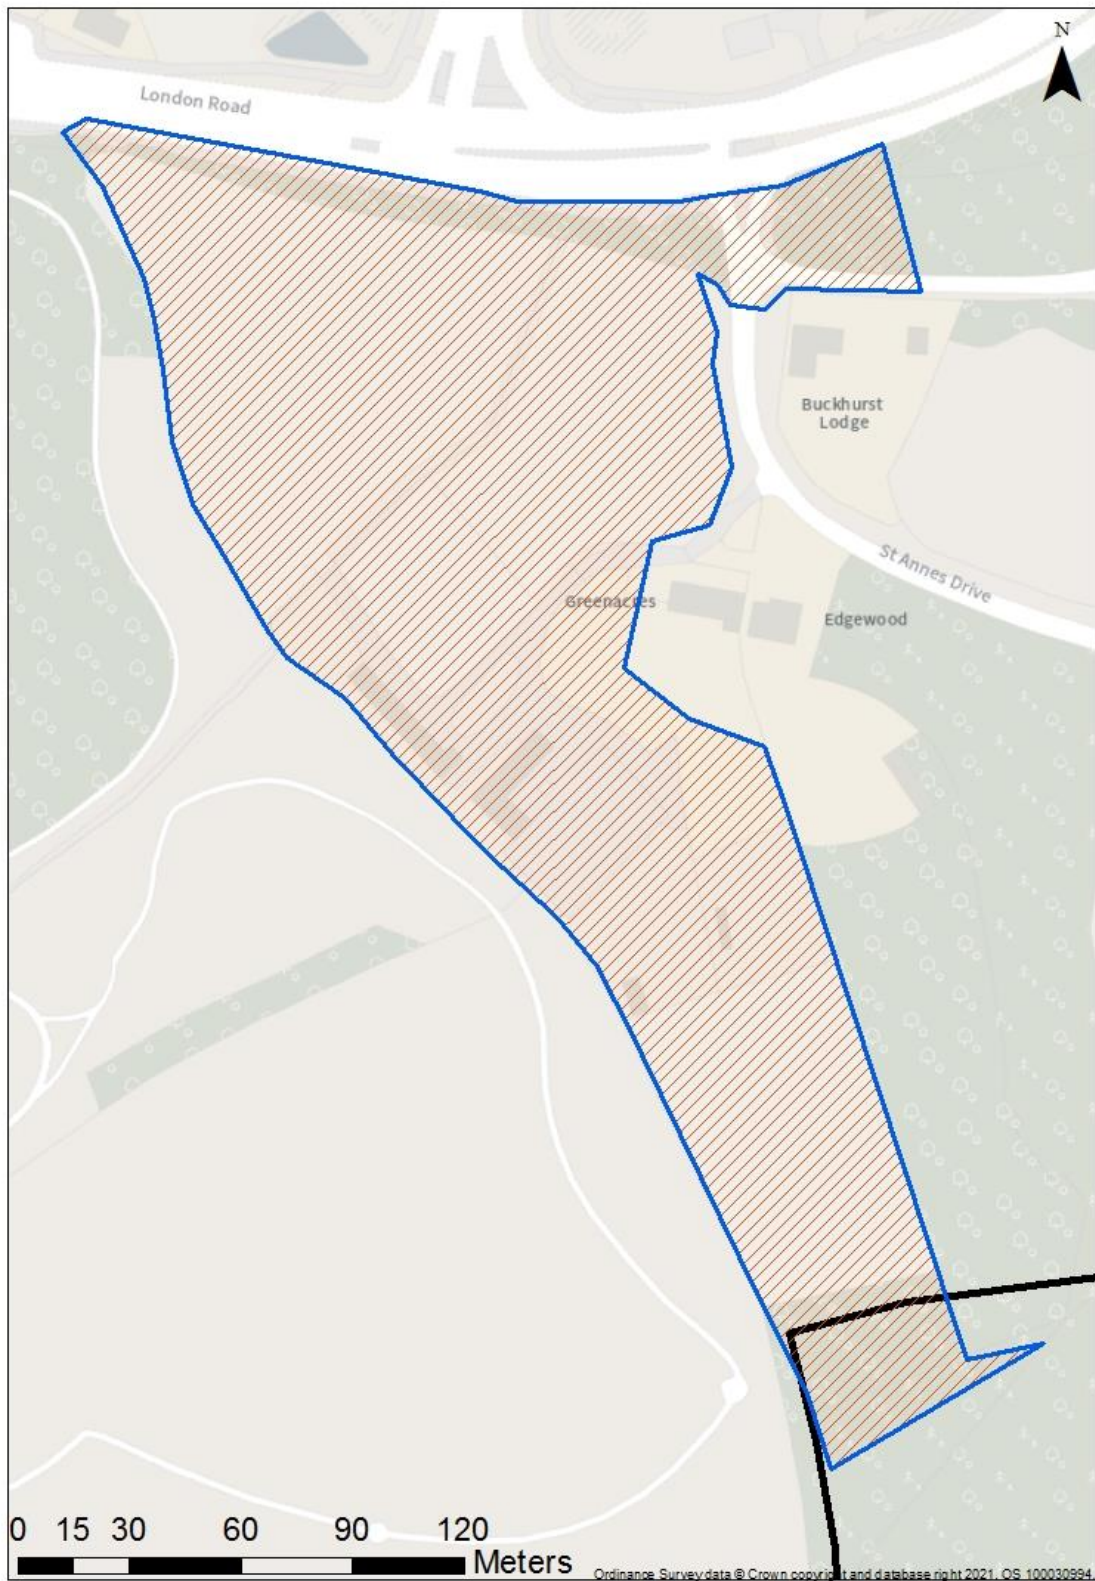 N
London Road
Buckhurst
Lodge
St Annes Drive
Greenacres
Edgewood
0 15 30 60 90 120
Meters
Ordinance Survey data © Crown copyright and database right 2021. OS 100030994.